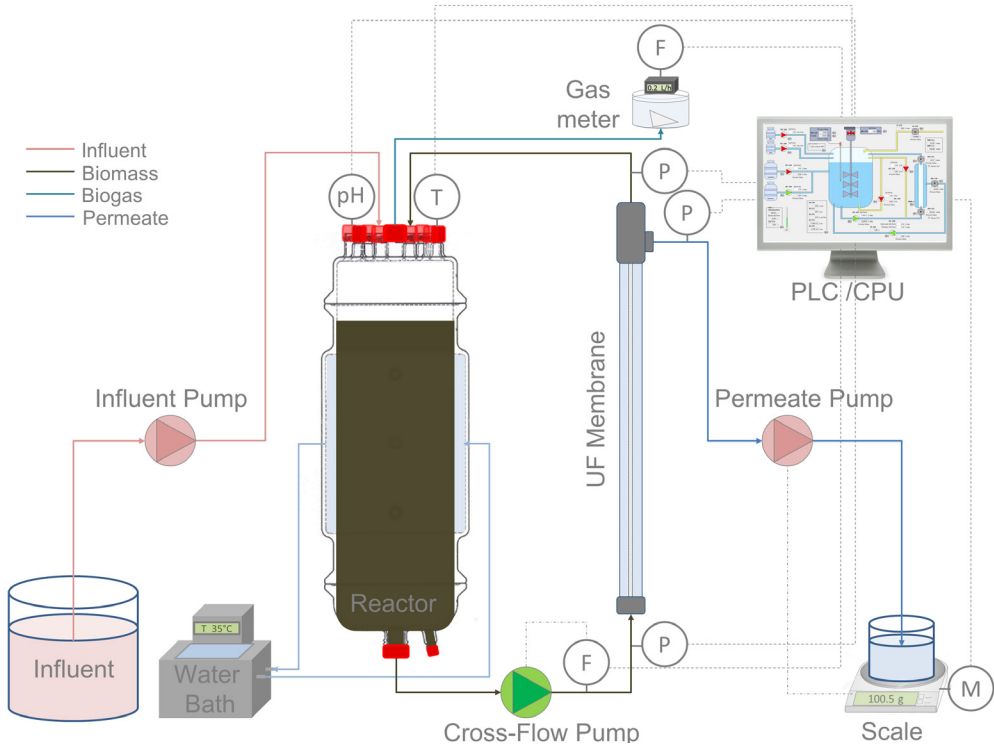 F
0.2 L/h
Gas
meter
Influent
Biomass
Biogas
Permeate
pH
T
P
P
PLC /CPU
UF Membrane
Influent Pump
Permeate Pump
Reactor
T 35°C
Influent
Water
Bath
F
P
M
100.5 g
Cross-Flow Pump
Scale